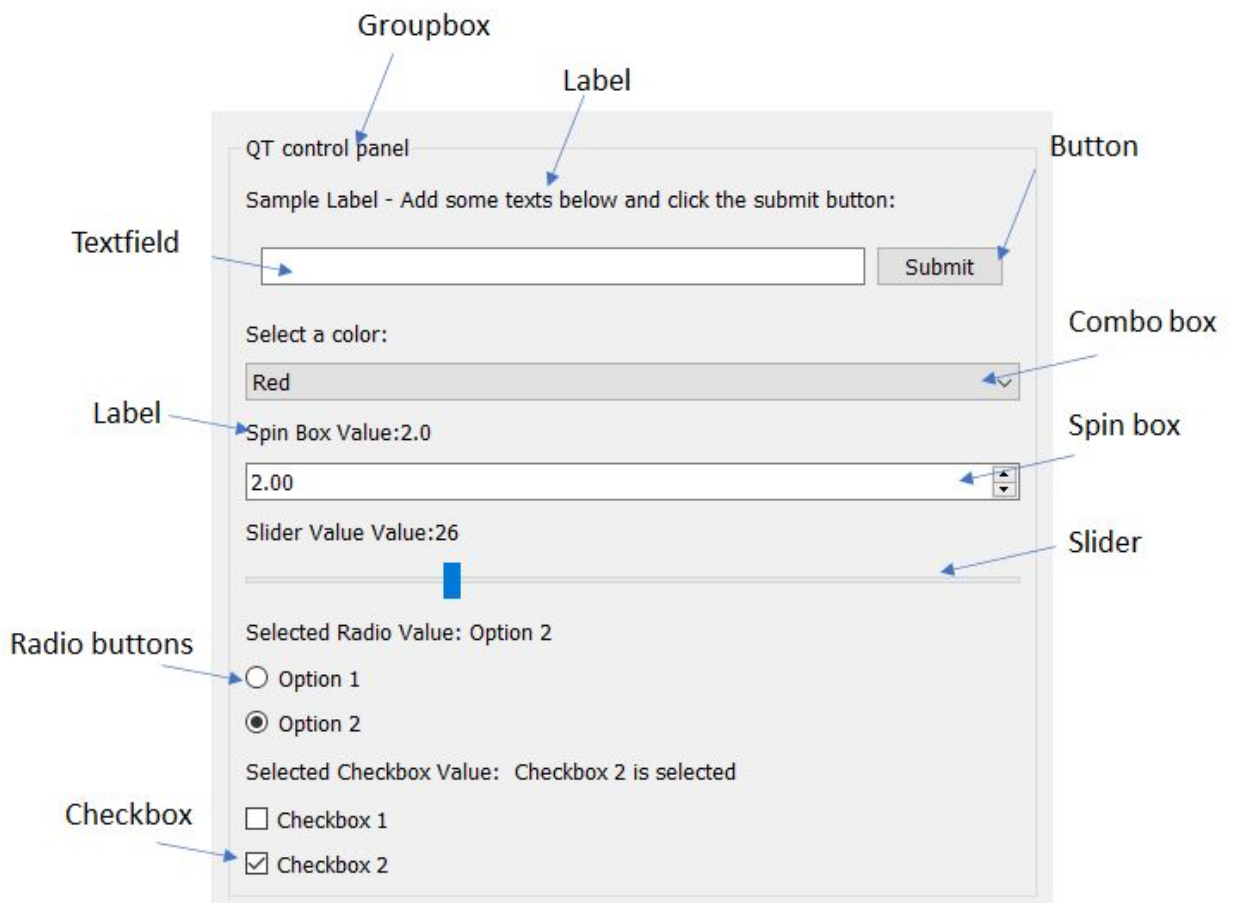 Groupbox
Label
QT control panel
Button
Sample Label - Add some texts below and click the submit button:
Textfield
Submit
Select a color:
Combo box
Red
Label
Spin Box Value:2.0
Spin box
2.00
Slider Value Value:26
Slider
Selected Radio Value: Option 2
Radio buttons
Option 1
Option 2
Selected Checkbox Value:  Checkbox 2 is selected
Checkbox
Checkbox 1
Checkbox 2